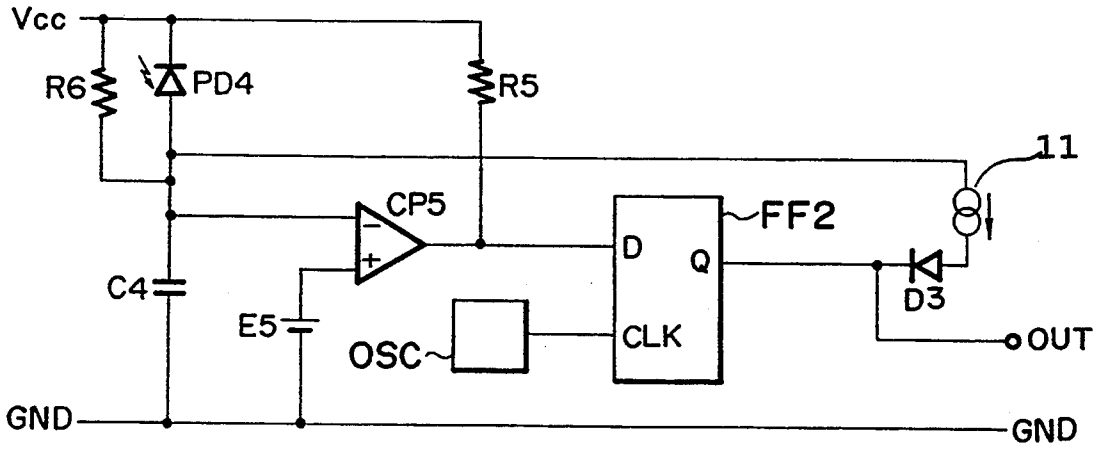 Vcc
R6
PD4
R5
11
CP5
−
+
FF2
D
Q
C4
D3
E5
OSC
CLK
OUT
GND
GND